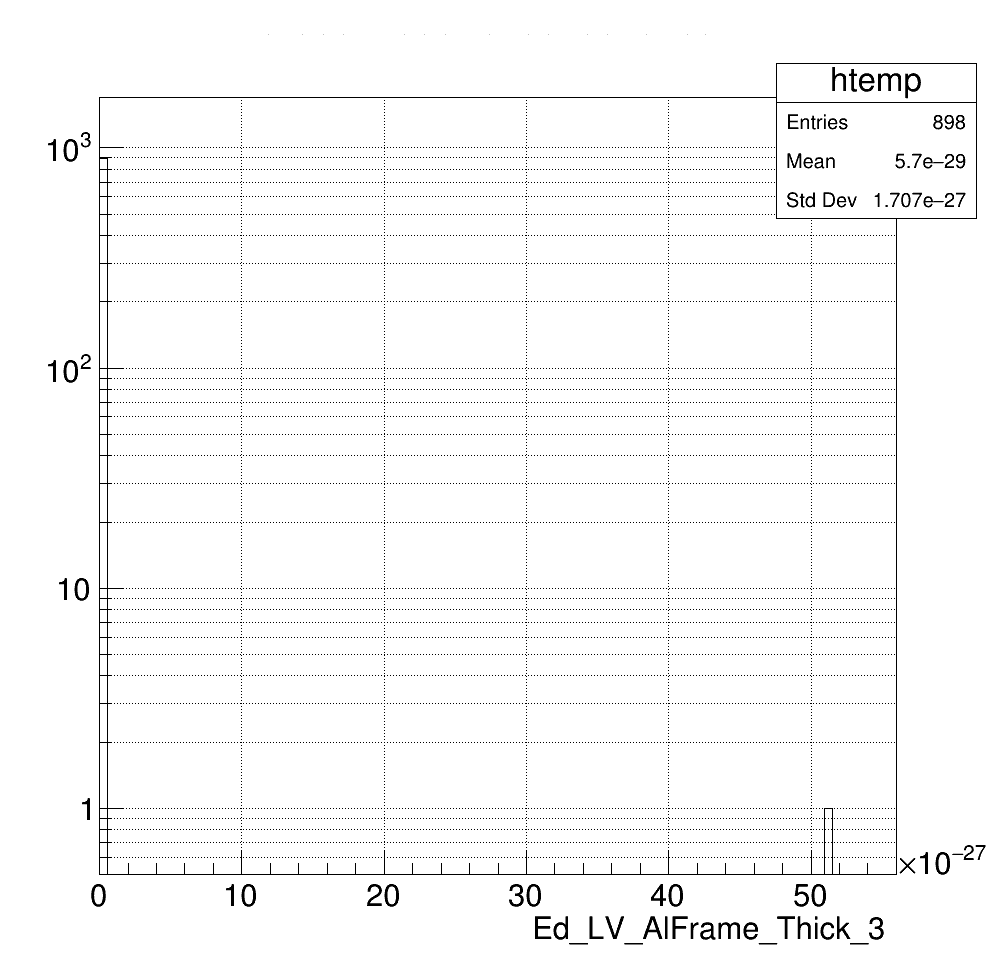 htemp
Entries 898
Mean 5.7e−29
Std Dev 1.707e−27
10³
10²
10
1
0 10 20 30 40 50 ×10⁻²⁷
Ed_LV_AlFrame_Thick_3